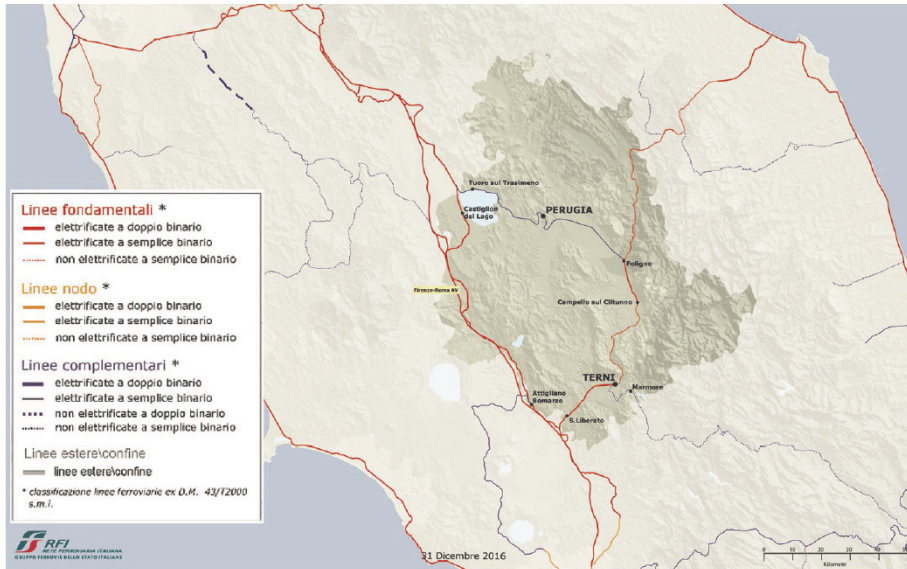 Tuoro sul Trasimeno
Castiglion
del Lago
PERUGIA
Foligno
Firenze-Roma AV
Campello sul Clitunno
TERNI
Marmore
Attigliano
Bomarzo
S.Liberato
Linee fondamentali *
elettrificate a doppio binario
elettrificate a semplice binario
non elettrificate a semplice binario
Linee nodo *
elettrificate a doppio binario
elettrificate a semplice binario
non elettrificate a semplice binario
Linee complementari *
elettrificate a doppio binario
elettrificate a semplice binario
non elettrificate a doppio binario
non elettrificate a semplice binario
Linee estere\confine
linee estere\confine
* classificazione linee ferroviarie ex D.M. 43/T2000
s.m.i.
RFI
RETE FERROVIARIA ITALIANA
GRUPPO FERROVIE DELLO STATO ITALIANE
31 Dicembre 2016
0 10 20 30 40 50
Kilometri